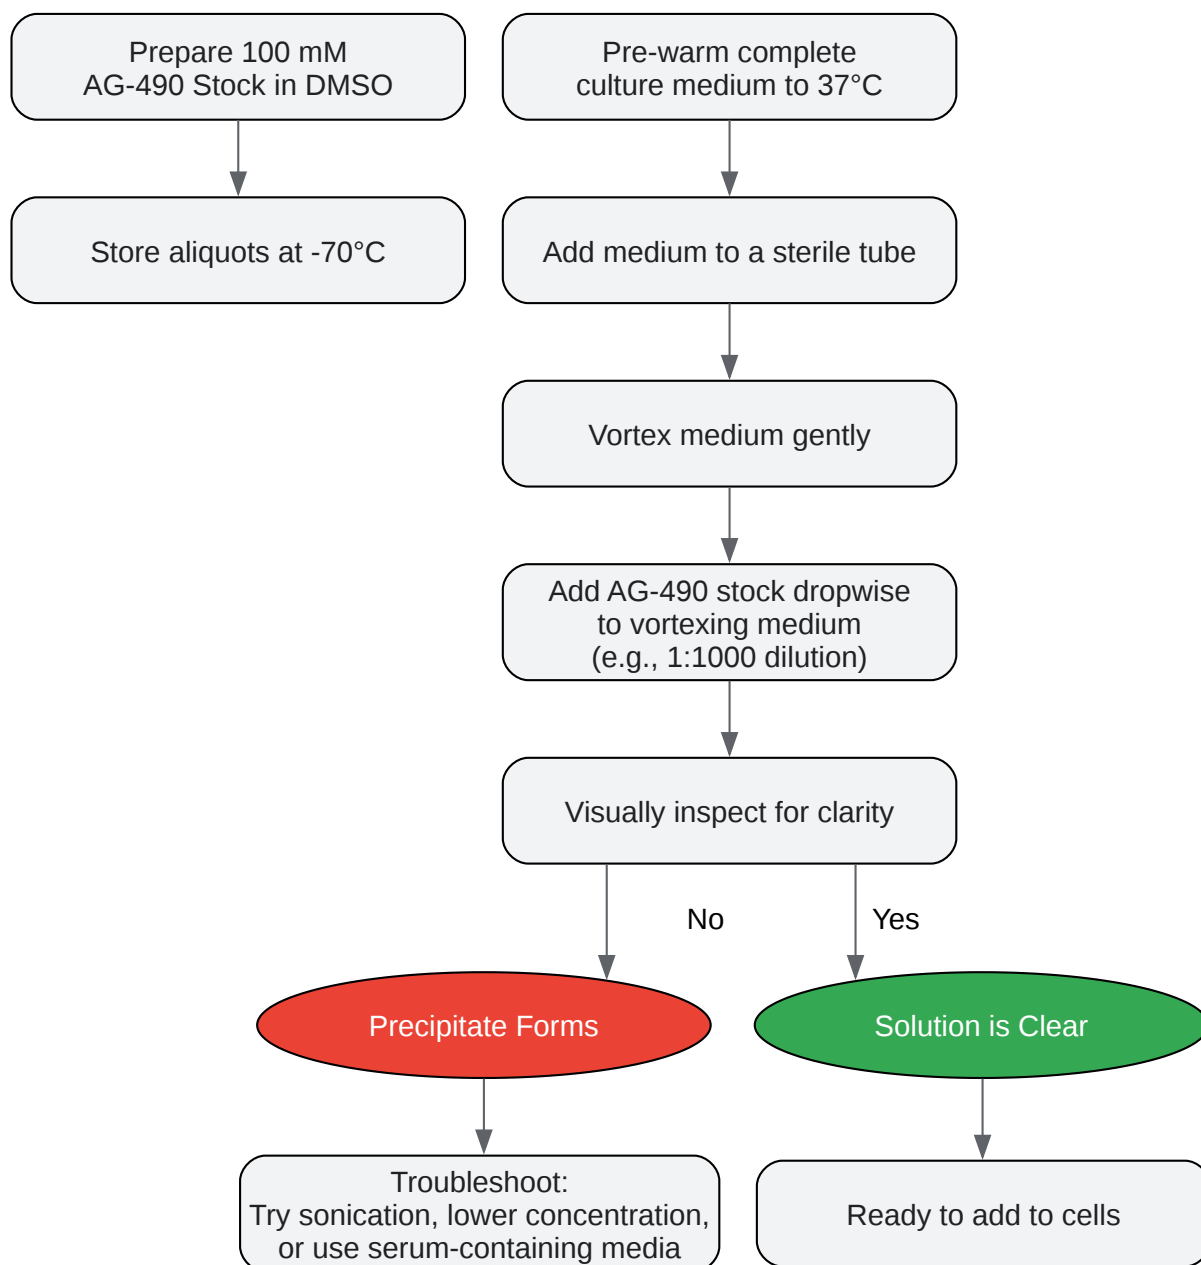 Prepare 100 mM
AG-490 Stock in DMSO
Pre-warm complete
culture medium to 37°C
Store aliquots at -70°C
Add medium to a sterile tube
Vortex medium gently
Add AG-490 stock dropwise
to vortexing medium
(e.g., 1:1000 dilution)
Visually inspect for clarity
No
Yes
Precipitate Forms
Solution is Clear
Troubleshoot:
Try sonication, lower concentration,
or use serum-containing media
Ready to add to cells